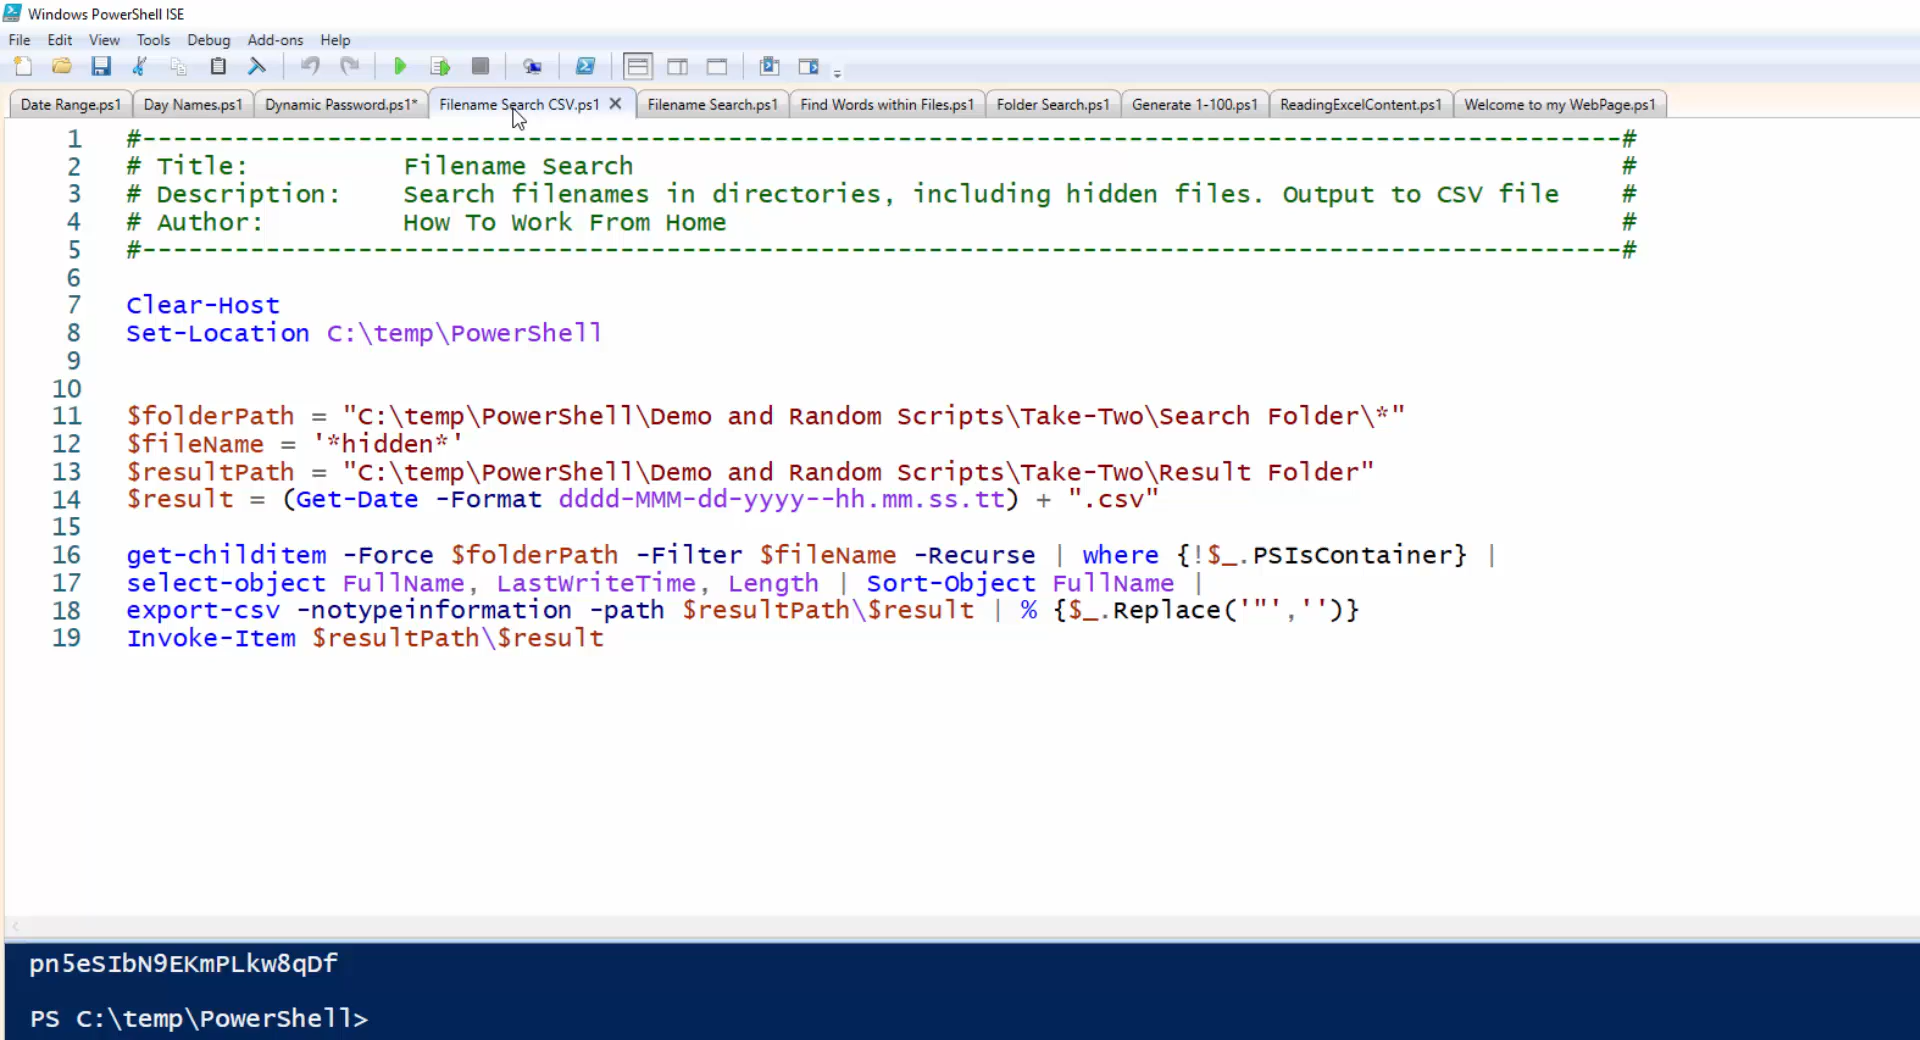 Windows PowerShell ISE
File Edit View Tools Debug Add-ons Help
Date Range.ps1 Day Names.ps1 Dynamic Password.ps1* Filename Search CSV.ps1 Filename Search.ps1 Find Words within Files.ps1 Folder Search.ps1 Generate 1-100.ps1 ReadingExcelContent.ps1 Welcome to my WebPage.ps1
1 #------------------------------------------------------------------------------------------------#
2 # Title: Filename Search #
3 # Description: Search filenames in directories, including hidden files. Output to CSV file #
4 # Author: How To Work From Home #
5 #------------------------------------------------------------------------------------------------#
6
7 Clear-Host
8 Set-Location C:\temp\PowerShell
9
10
11 $folderPath = "C:\temp\PowerShell\Demo and Random Scripts\Take-Two\Search Folder\*"
12 $fileName = '*hidden*'
13 $resultPath = "C:\temp\PowerShell\Demo and Random Scripts\Take-Two\Result Folder"
14 $result = (Get-Date -Format dddd-MMM-dd-yyyy--hh.mm.ss.tt) + ".csv"
15
16 get-childitem -Force $folderPath -Filter $fileName -Recurse | where {!$_.PSIsContainer} |
17 select-object FullName, LastWriteTime, Length | Sort-Object FullName |
18 export-csv -notypeinformation -path $resultPath\$result | % {$_.Replace('"','')}
19 Invoke-Item $resultPath\$result
pn5eSIbN9EKmPLkw8qDf
PS C:\temp\PowerShell>